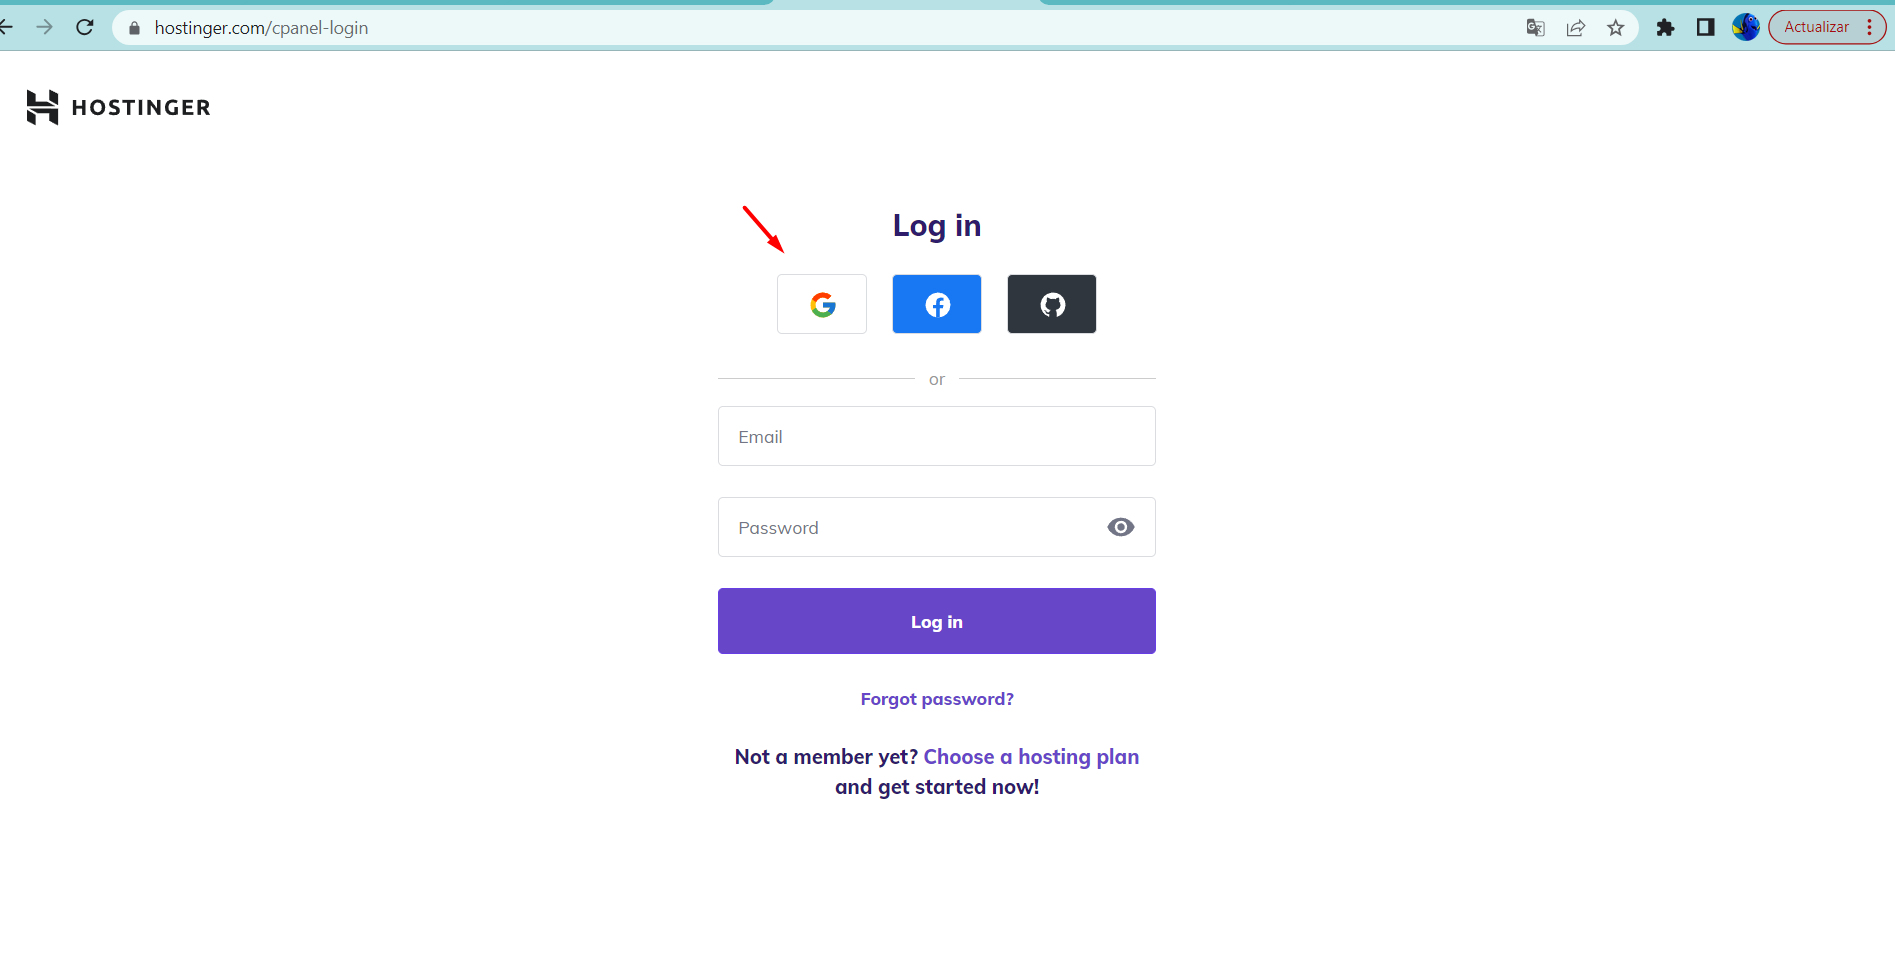 hostinger.com/cpanel-login
Actualizar
HOSTINGER
Log in
or
Email
Password
Log in
Forgot password?
Not a member yet? Choose a hosting plan
and get started now!